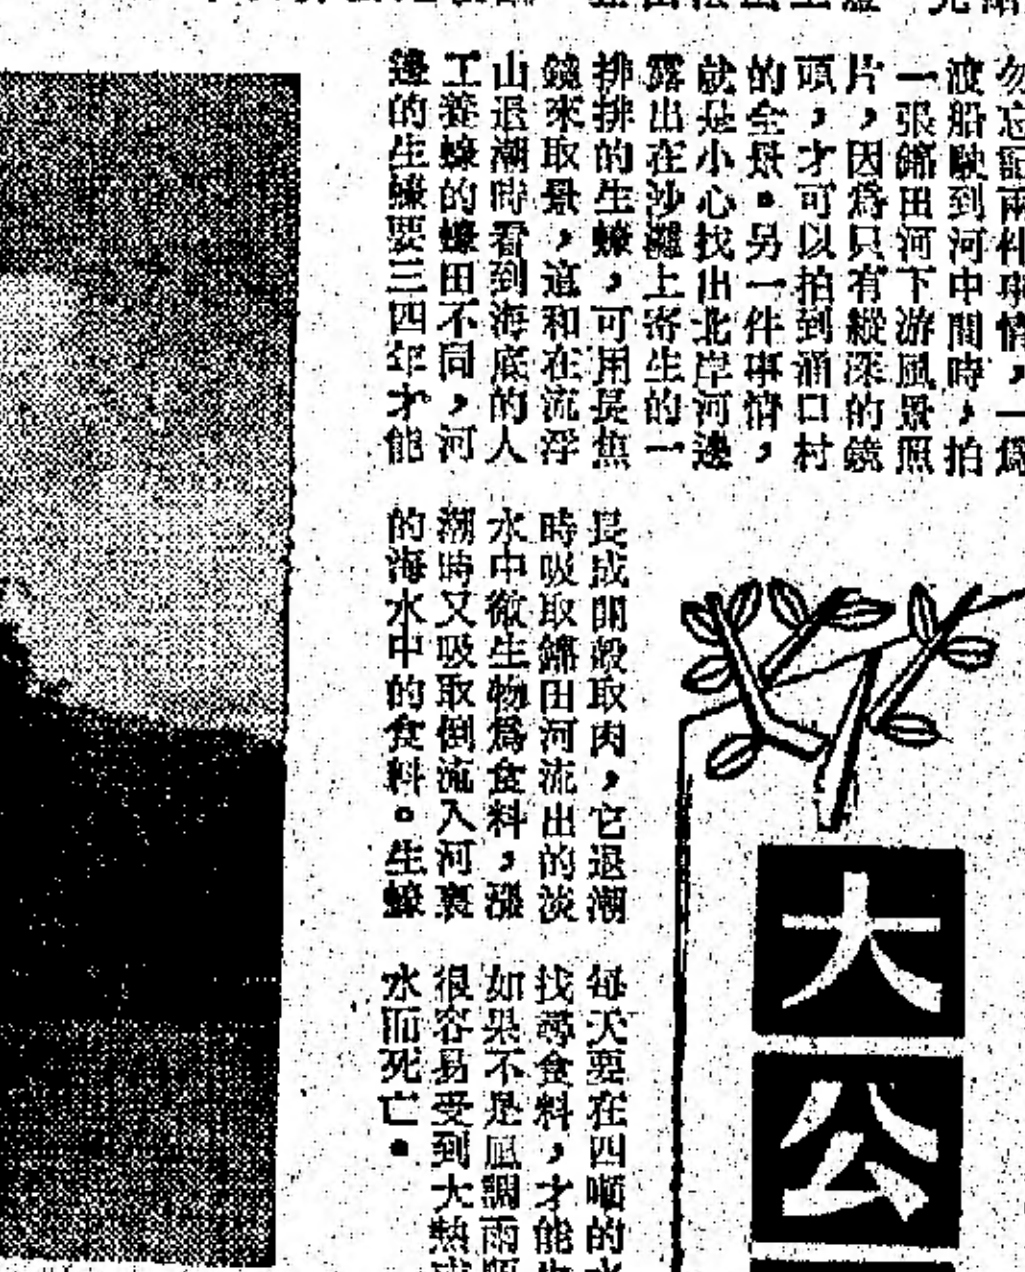 勿忘記兩件事情，一爲
渡船駛到河中間時，拍
一張錦田河下游風景照
片，因爲只有縱深的鏡
頭，才可以拍到涌口村
的全景。另一件事情，
就是小心找出北岸河邊
露出在沙灘上寄生的一
排排的生蠔，可用長焦
鏡來取景，這和在流浮
山退潮時看到海底的人
工養蠔的蠔田不同，河
邊的生蠔要三四年才能
長成開殼取肉，它退潮
時吸取錦田河流出的淡
水中微生物爲食料，漲
潮時又吸取倒流入河裏
的海水中的食料。生蠔
每天要在四噸的水
找尋食料，才能
如果不是風調雨
很容易受到大熱
水而死亡。
大公